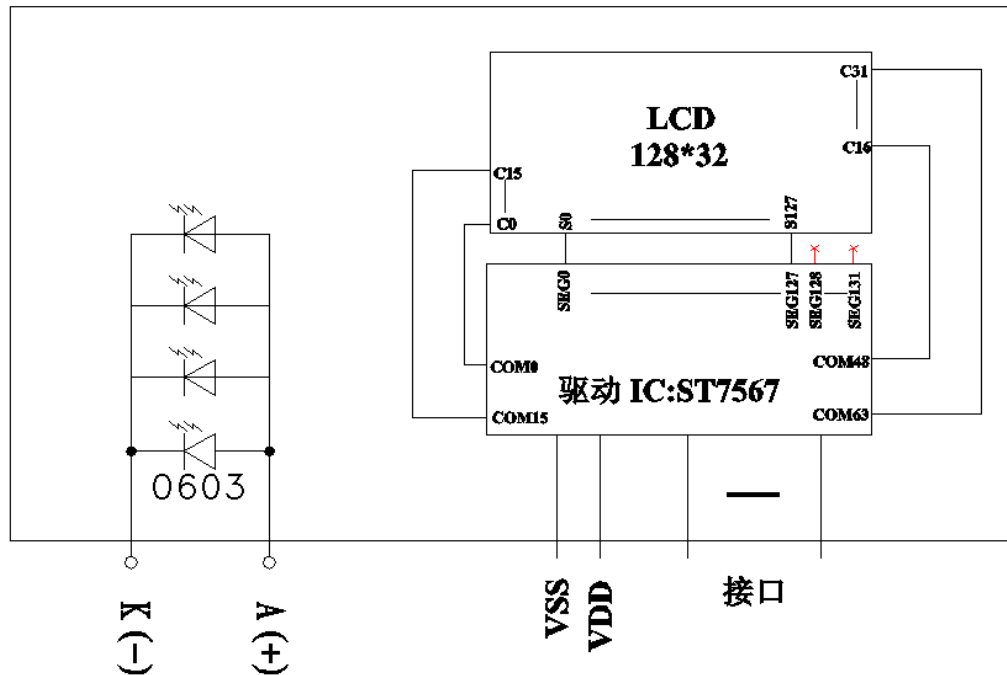 C31
LCD
128*32
C16
C15
C0
S0
S127
SEG0
SEG127
SEG128
SEG131
COM0
COM48
驱动 IC:ST7567
COM15
COM63
0603
K(-)
A(+)
VSS
VDD
接口